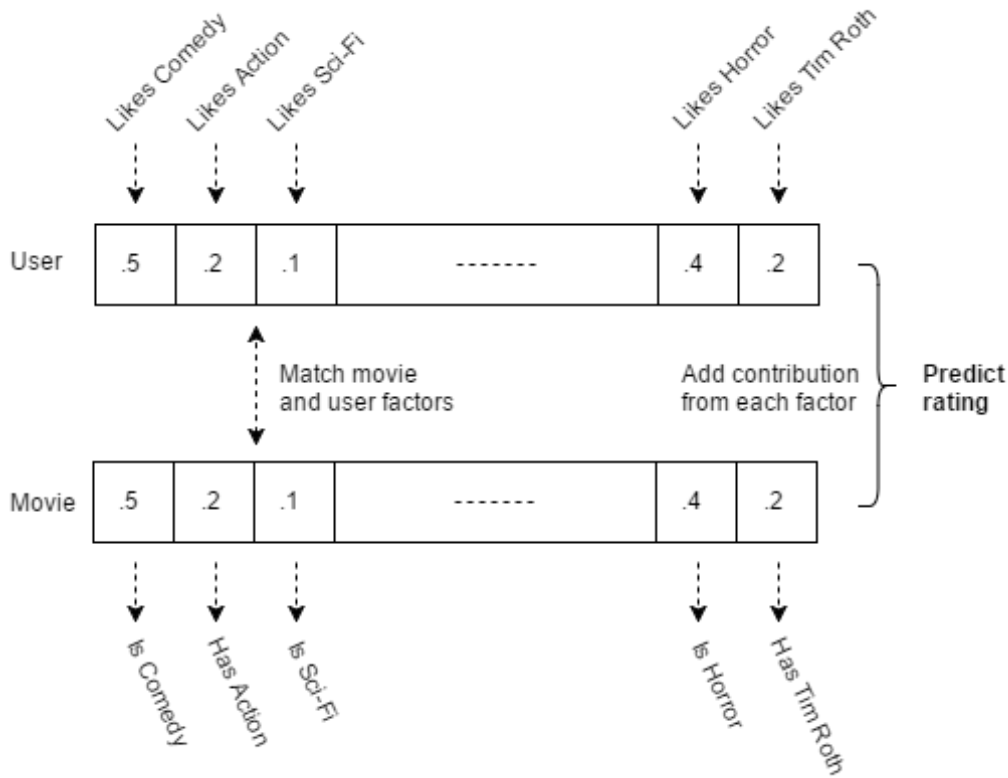 Likes Comedy
Likes Action
Likes Sci-Fi
Likes Horror
Likes Tim Roth
User
.5
.2
.1
-------
.4
.2
Match movie
and user factors
Add contribution
from each factor
Predict
rating
Movie
.5
.2
.1
-------
.4
.2
Is Comedy
Has Action
Is Sci-Fi
Is Horror
Has Tim Roth